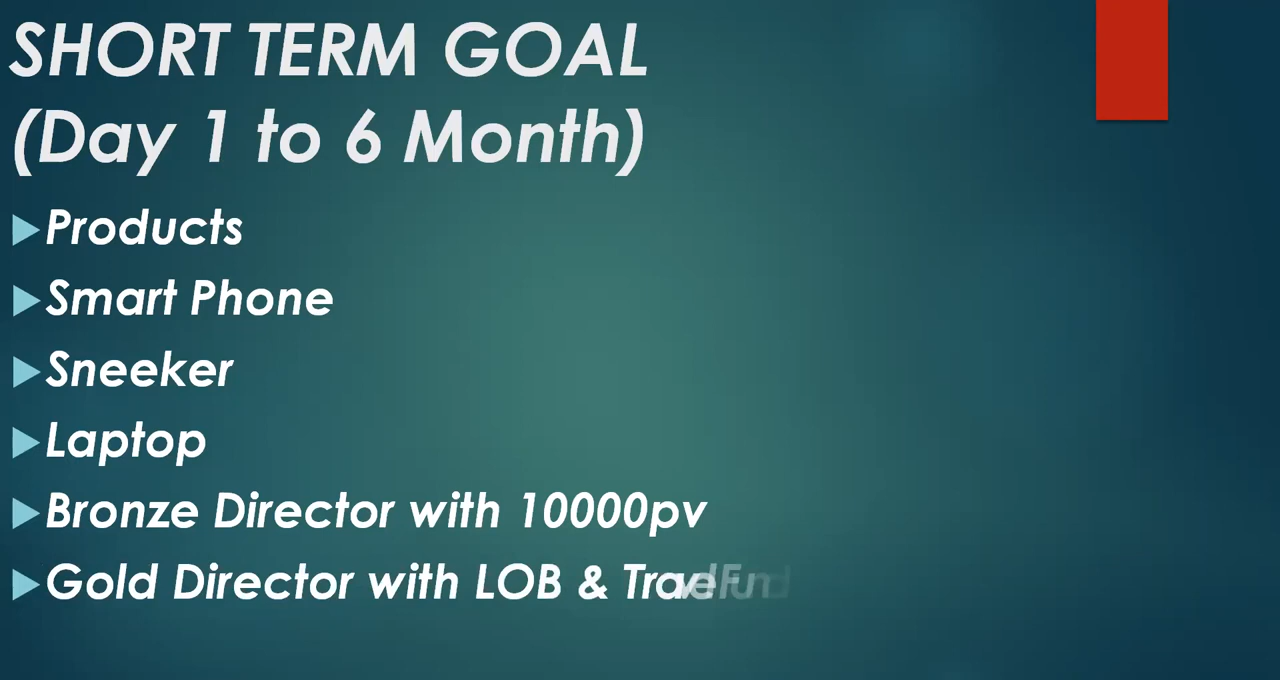 SHORT TERM GOAL
(Day 1 to 6 Month)
Products
Smart Phone
Sneeker
Laptop
Bronze Director with 10000pv
Gold Director with LOB &